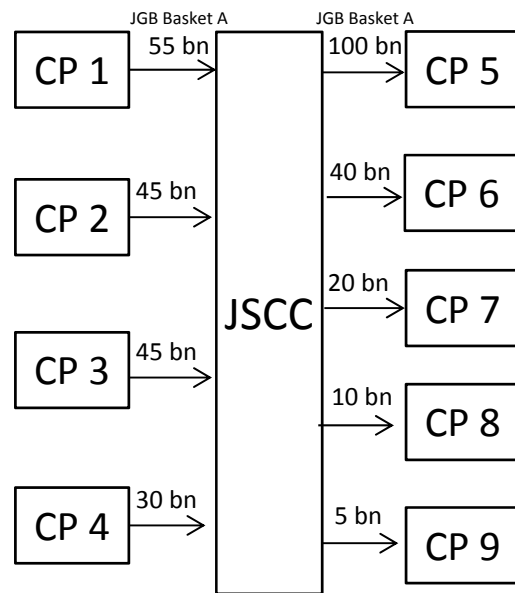 JGB Basket A
JGB Basket A
55 bn
100 bn
CP 1
CP 5
45 bn
40 bn
CP 2
CP 6
20 bn
JSCC
CP 7
45 bn
CP 3
10 bn
CP 8
30 bn
CP 4
5 bn
CP 9